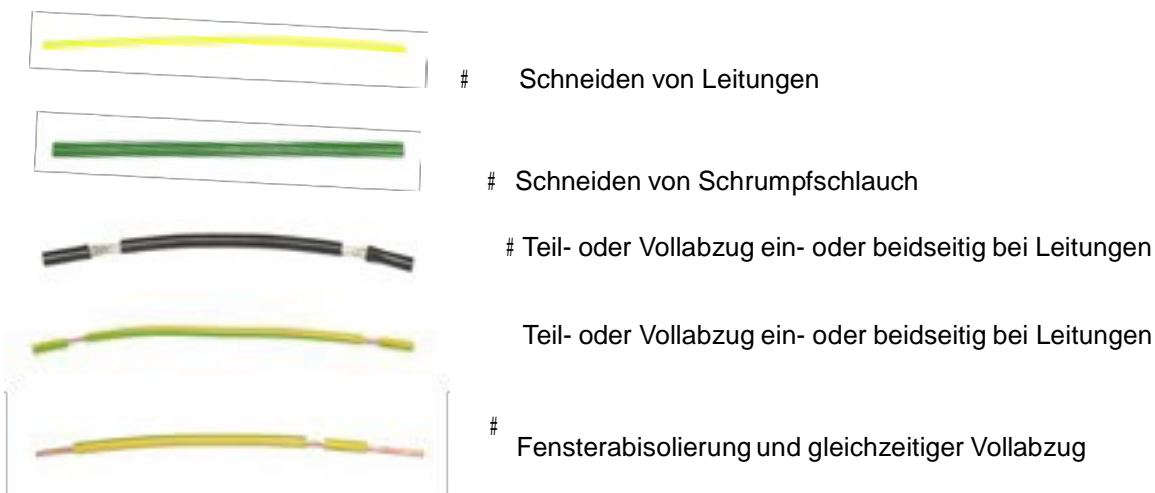 # Schneiden von Leitungen
# Schneiden von Schrumpfschlauch
# Teil- oder Vollabzug ein- oder beidseitig bei Leitungen
Teil- oder Vollabzug ein- oder beidseitig bei Leitungen
# Fensterabisolierung und gleichzeitiger Vollabzug